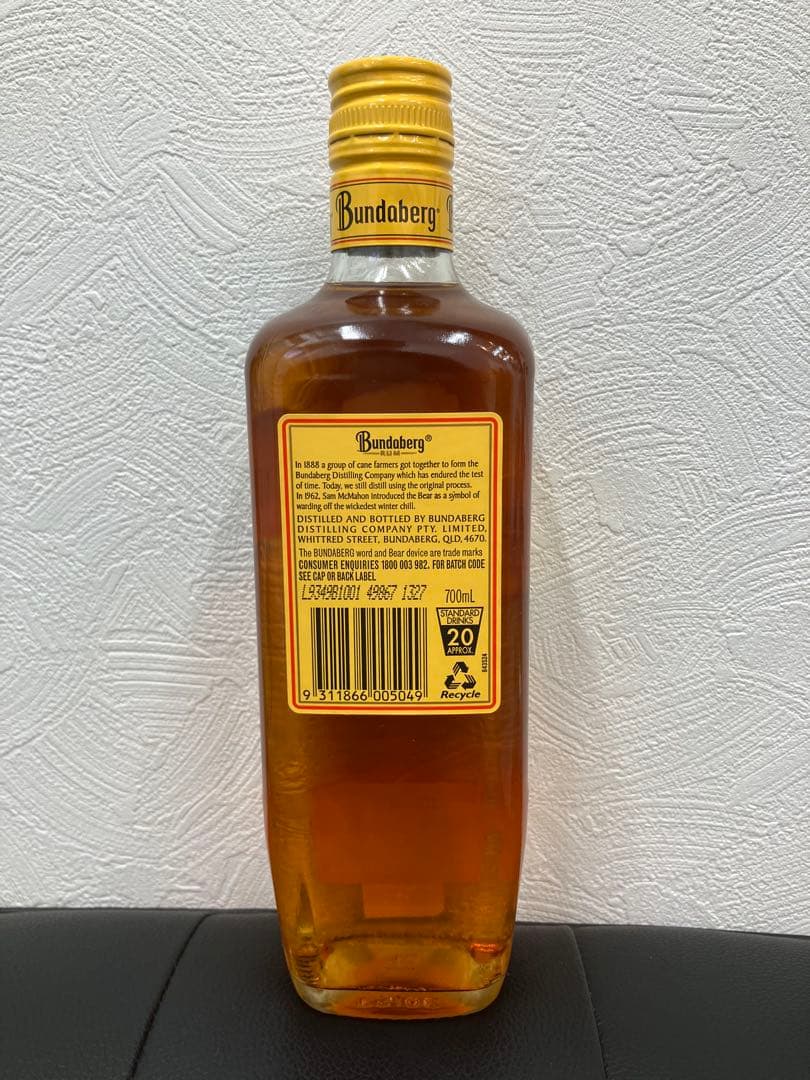 Bundaberg®
Bundaberg®
RUM
In 1888 a group of cane farmers got together to form the
Bundaberg Distilling Company which has endured the test
of time. Today, we still distill using the original process.
In 1962, Sam McMahon introduced the Bear as a symbol of
warding off the wickedest winter chill.
DISTILLED AND BOTTLED BY BUNDABERG
DISTILLING COMPANY PTY. LIMITED,
WHITTRED STREET, BUNDABERG, QLD, 4670.
The BUNDABERG word and Bear device are trade marks
CONSUMER ENQUIRIES 1800 003 982. FOR BATCH CODE
SEE CAP OR BACK LABEL
L9349B1001 49867 1327
700mL
STANDARD
DRINKS
20
APPROX.
843534
Recycle
9 311866 005049